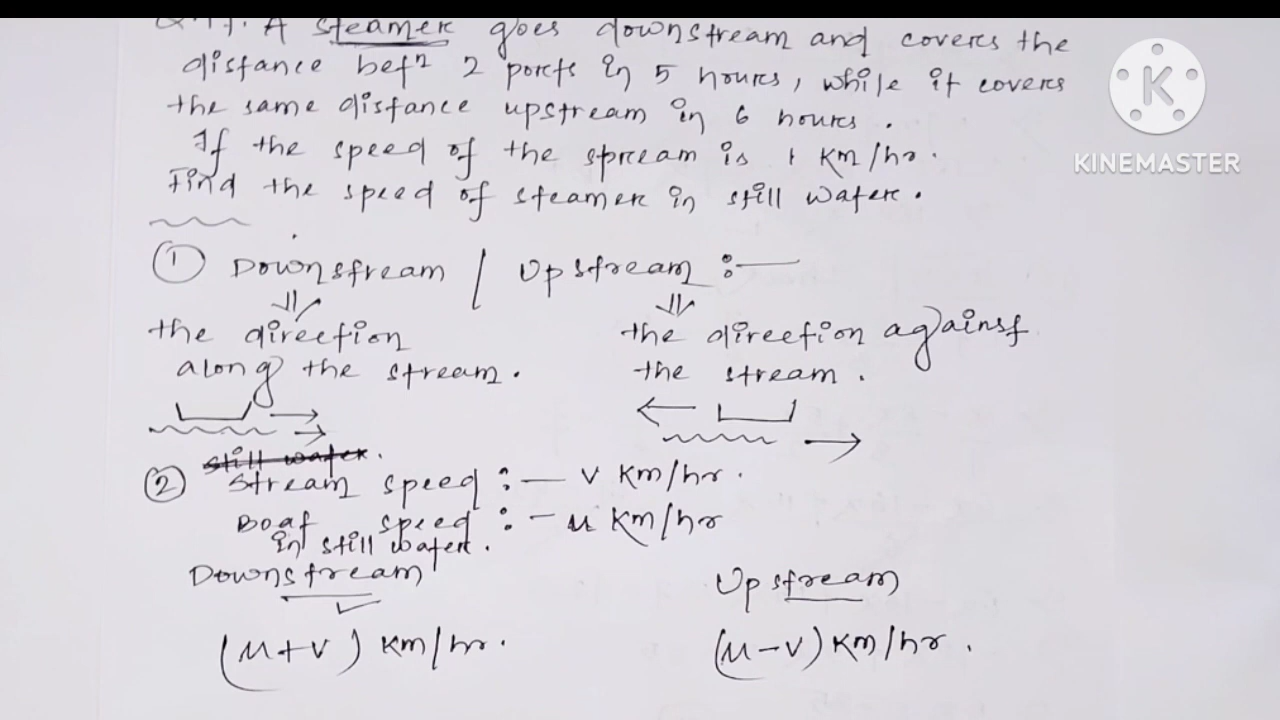 A steamer goes downstream and covers the
distance betn 2 ports in 5 hours, while it covers
the same distance upstream in 6 hours.
If the speed of the stream is 1 km/hr.
Find the speed of steamer in still water.
K
KINEMASTER
① Downstream / Upstream :—
the direction
along the stream.
the direction against
the stream.
still water.
② Stream speed :— v km/hr.
Boat speed :— u km/hr
in still water.
Downstream
(u+v) km/hr.
Upstream
(u-v) km/hr.